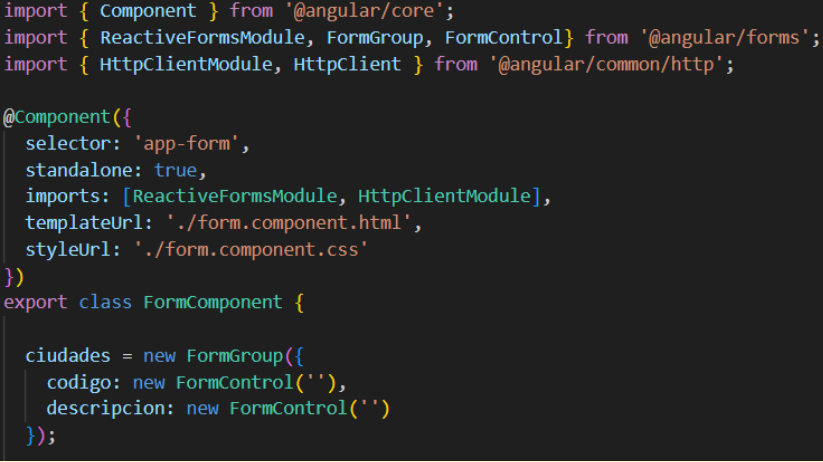 import { Component } from '@angular/core';
import { ReactiveFormsModule, FormGroup, FormControl} from '@angular/forms';
import { HttpClientModule, HttpClient } from '@angular/common/http';
@Component({
selector: 'app-form',
standalone: true,
imports: [ReactiveFormsModule, HttpClientModule],
templateUrl: './form.component.html',
styleUrl: './form.component.css'
})
export class FormComponent {
ciudades = new FormGroup({
codigo: new FormControl(''),
descripcion: new FormControl('')
});